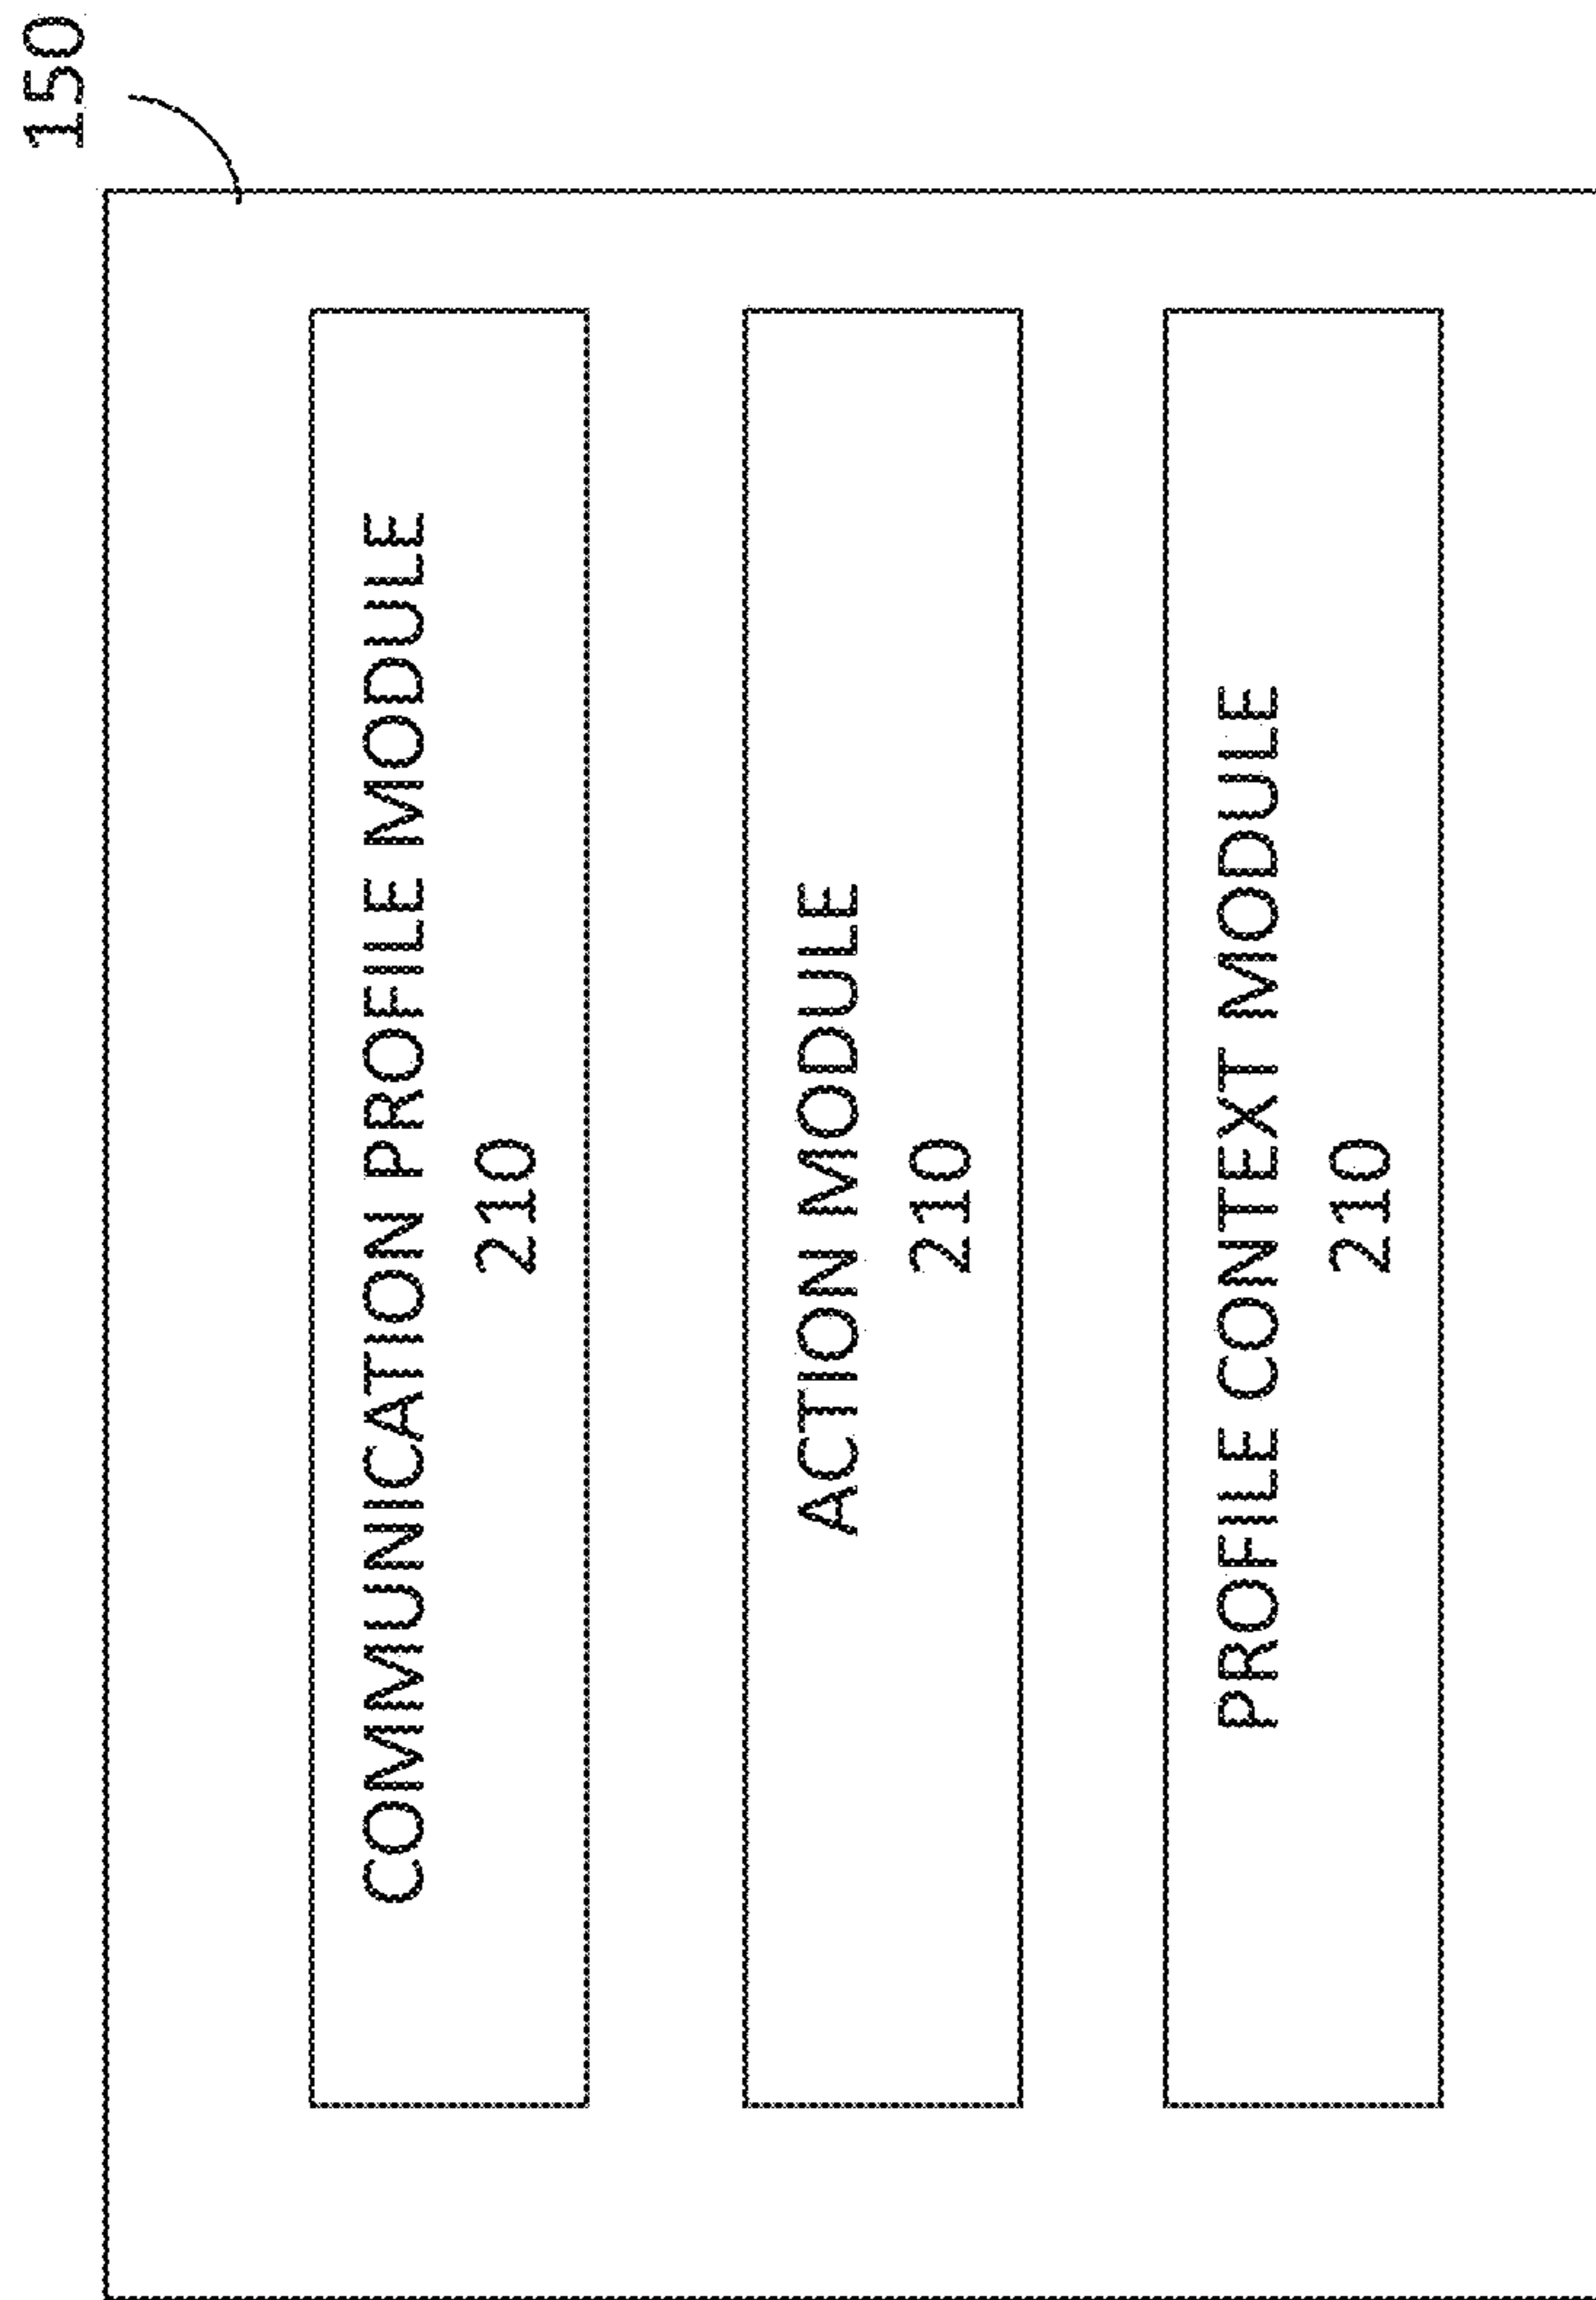 150
COMMUNICATION PROFILE MODULE
210
ACTION MODULE
210
PROFILE CONTEXT MODULE
210